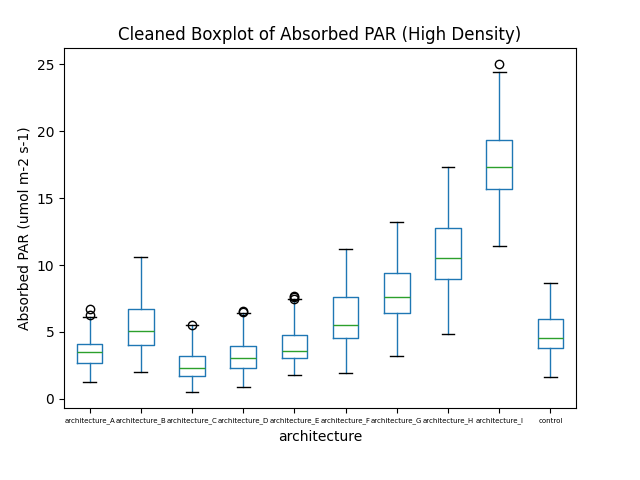 Cleaned Boxplot of Absorbed PAR (High Density)
Absorbed PAR (umol m-2 s-1)
25
20
15
10
5
0
architecture_A architecture_B architecture_C architecture_D architecture_E architecture_F architecture_G architecture_H architecture_I control
architecture